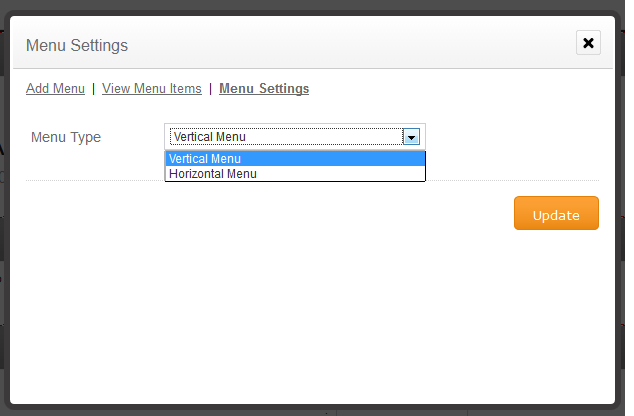 Menu Settings
Add Menu | View Menu Items | Menu Settings
Menu Type Vertical Menu
Vertical Menu
Horizontal Menu
Update